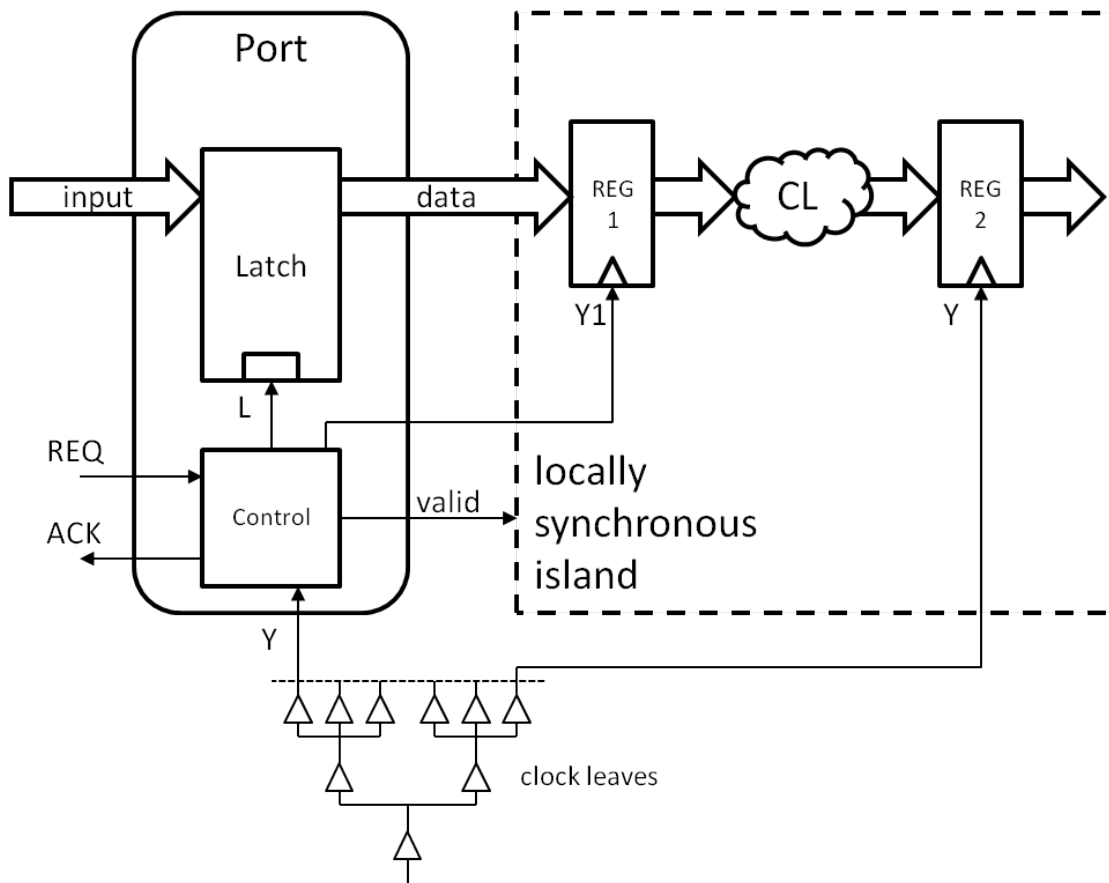 Port
input
data
REG
1
CL
REG
2
Latch
Y1
Y
L
REQ
ACK
Control
valid
locally
synchronous
island
Y
clock leaves